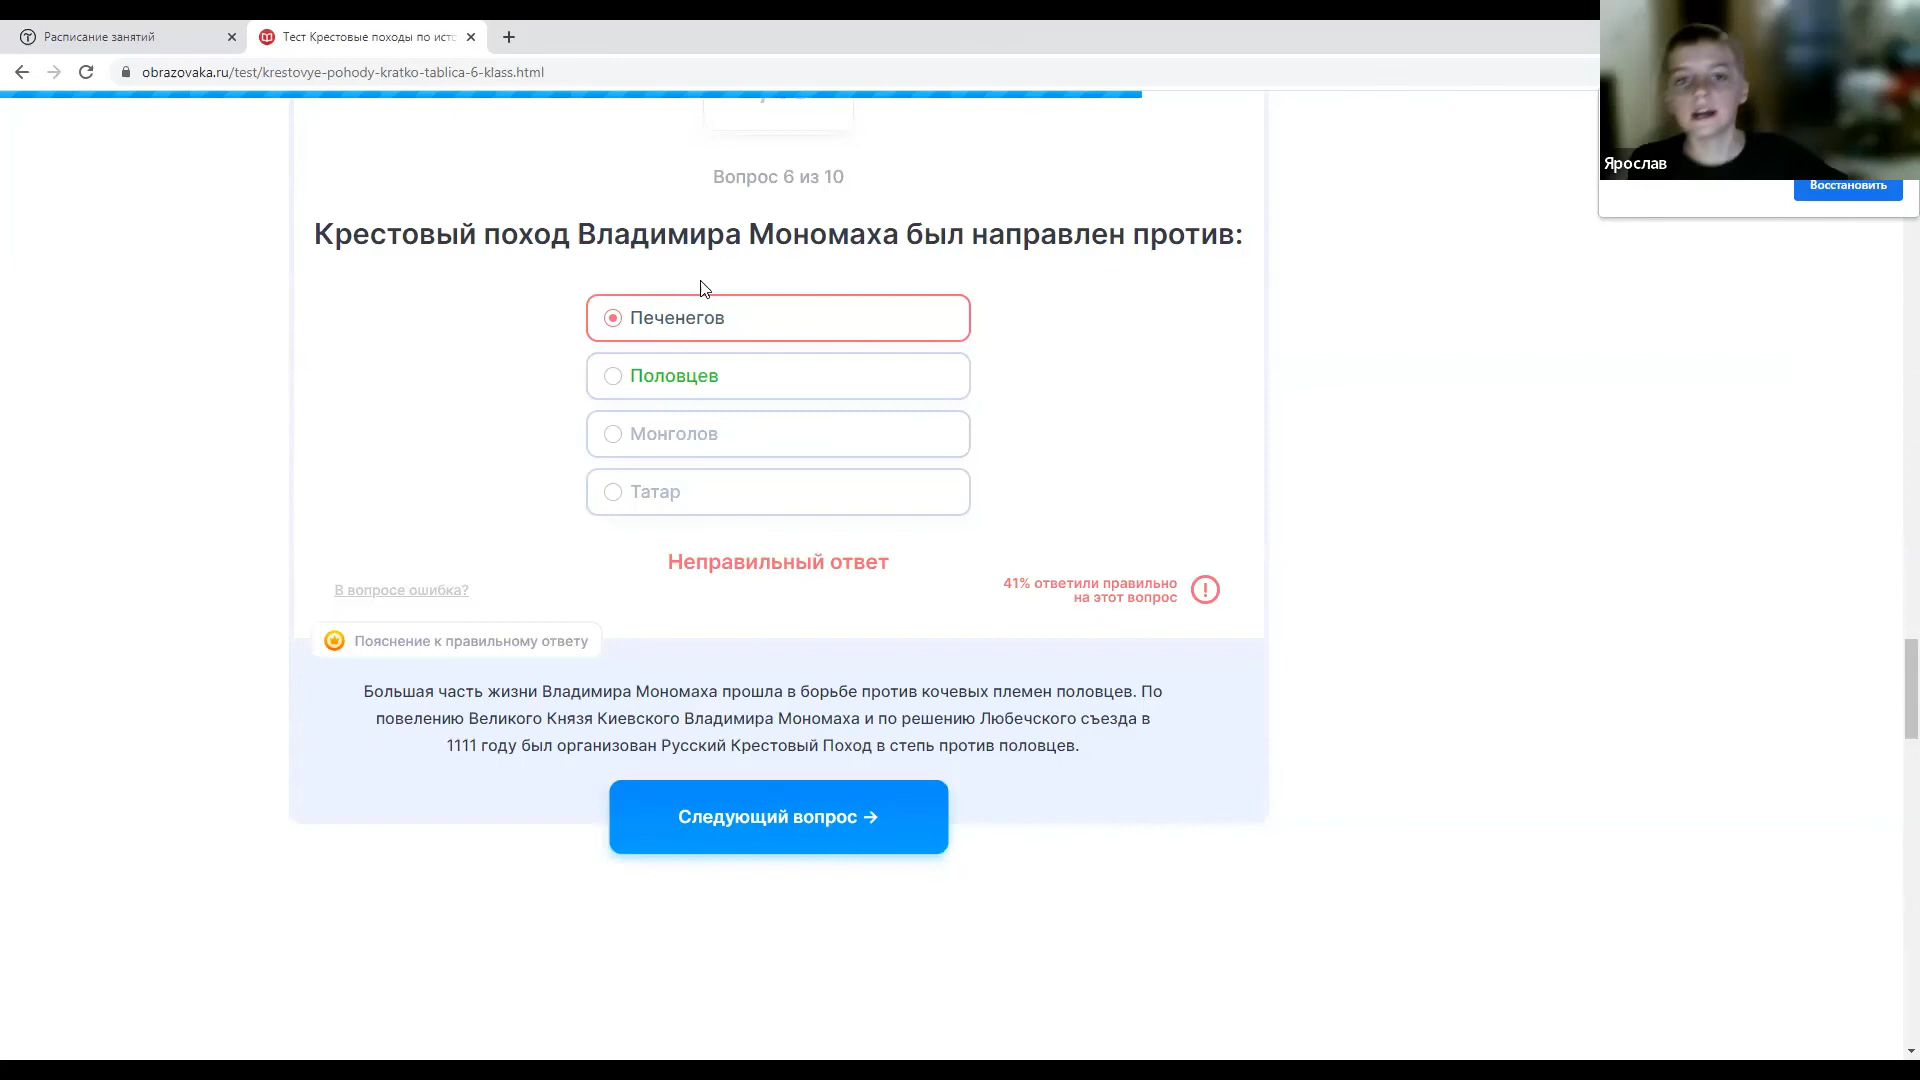 Расписание занятий
Тест Крестовые походы по ист
obrazovaka.ru/test/krestovye-pohody-kratko-tablica-6-klass.html
Ярослав
Восстановить
Вопрос 6 из 10
Крестовый поход Владимира Мономаха был направлен против:
Печенегов
Половцев
Монголов
Татар
Неправильный ответ
В вопросе ошибка?
41% ответили правильно
на этот вопрос
Пояснение к правильному ответу
Большая часть жизни Владимира Мономаха прошла в борьбе против кочевых племен половцев. По
повелению Великого Князя Киевского Владимира Мономаха и по решению Любечского съезда в
1111 году был организован Русский Крестовый Поход в степь против половцев.
Следующий вопрос →